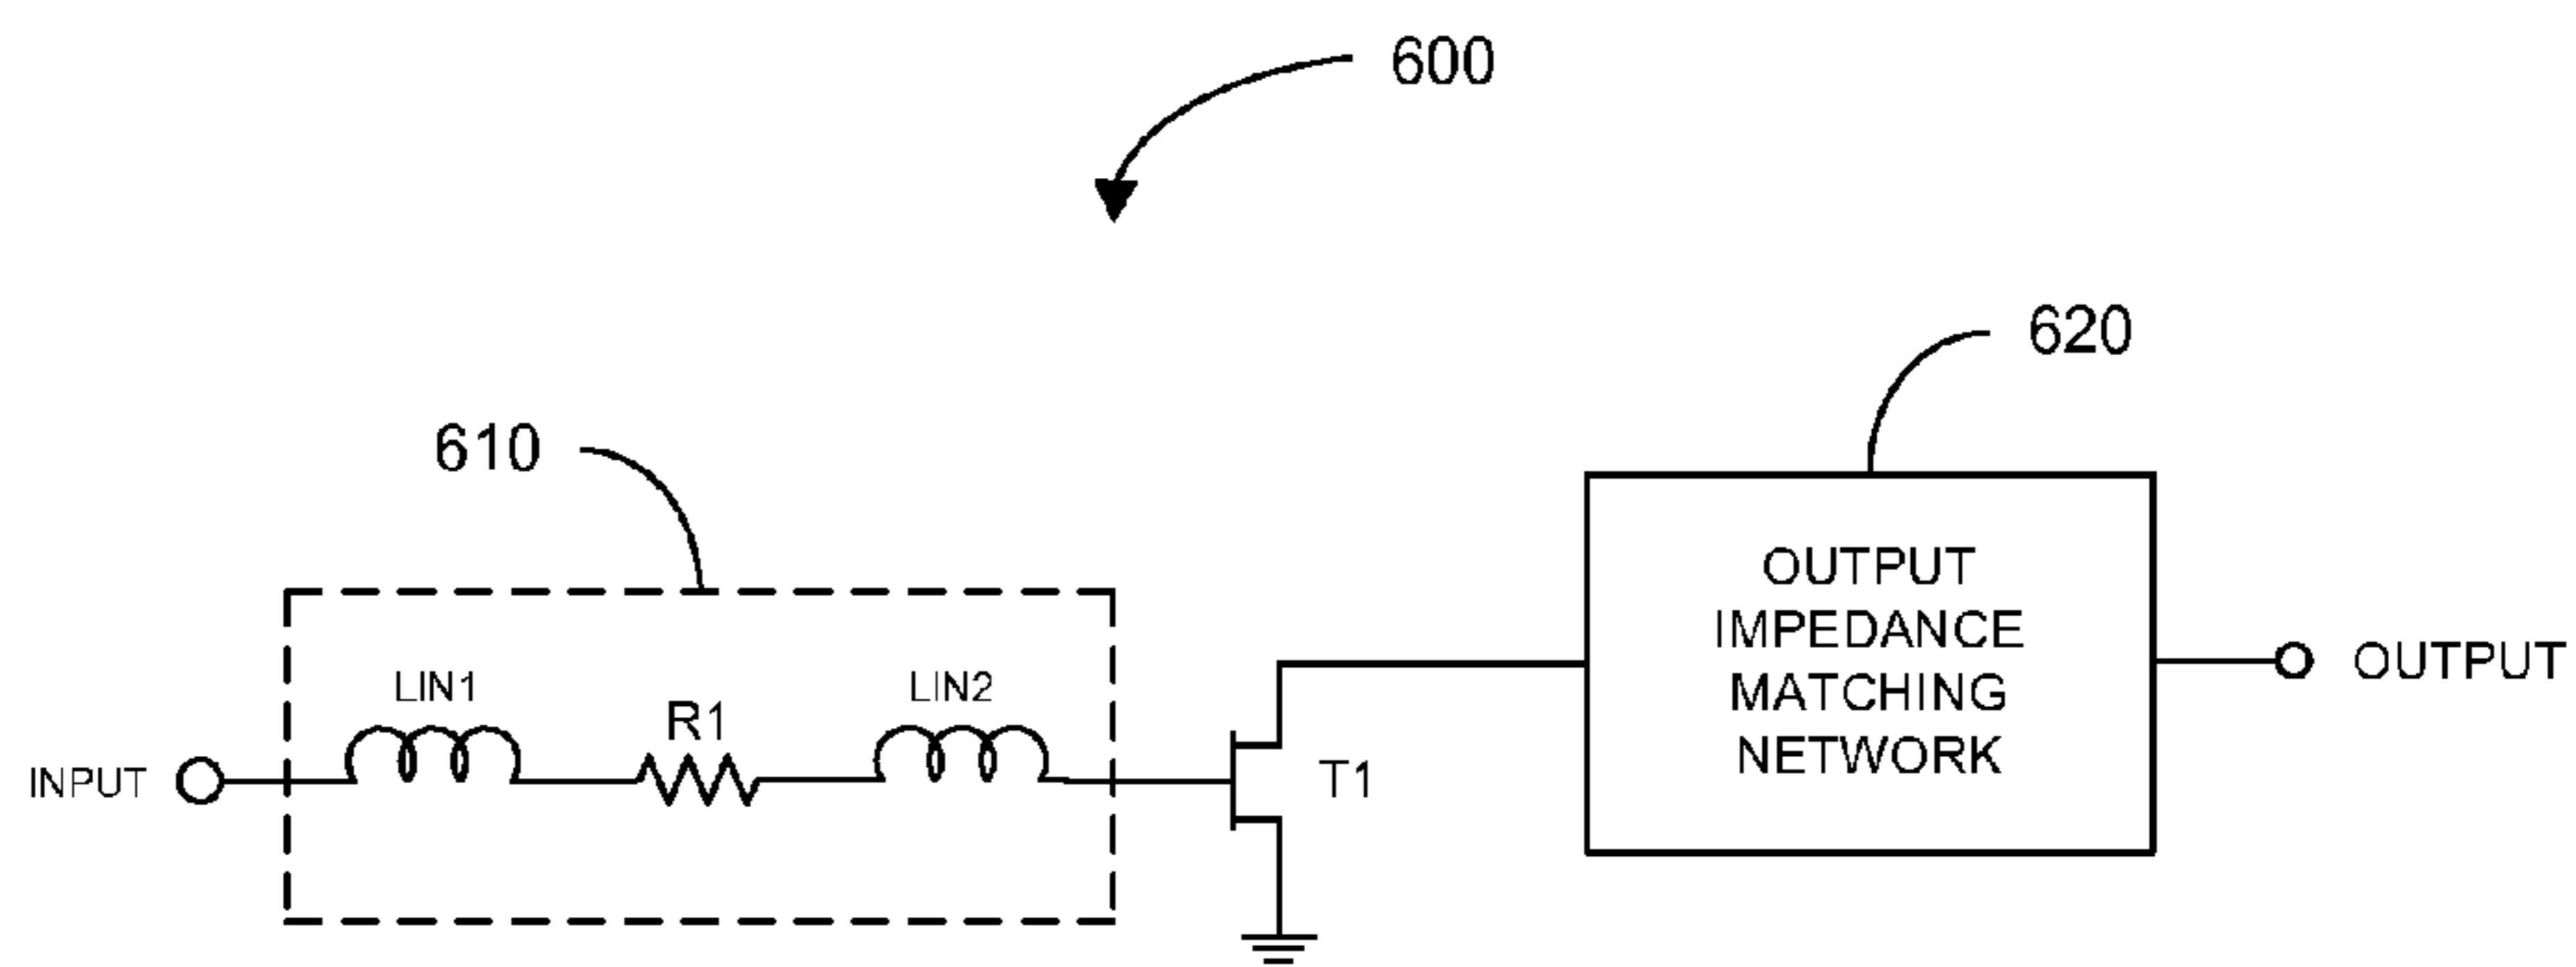 600
620
610
OUTPUT
IMPEDANCE
MATCHING
NETWORK
LIN1
R1
LIN2
INPUT
T1
OUTPUT